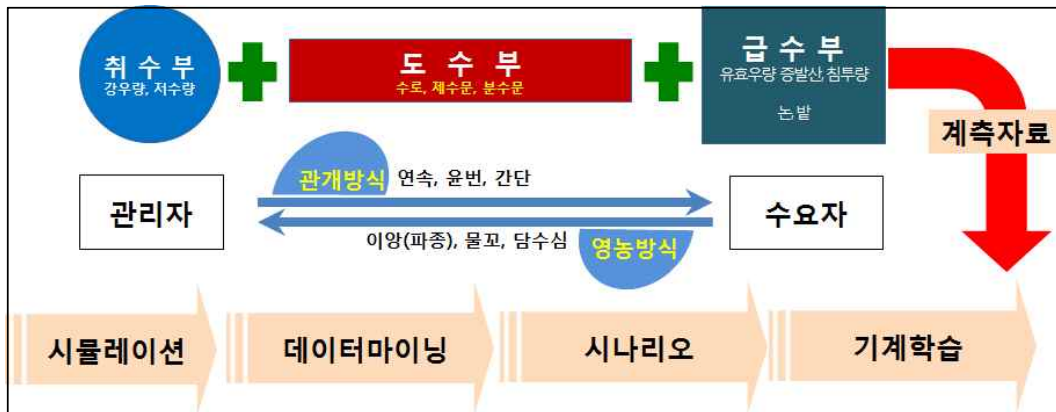 취 수 부
강우량, 저수량
도 수 부
수로, 제수문, 분수문
급 수 부
유효우량 증발산, 침투량
논,밭
계측자료
관리자
관개방식 연속, 윤번, 간단
이앙(파종), 물꼬, 담수심 영농방식
수요자
시뮬레이션
데이터마이닝
시나리오
기계학습